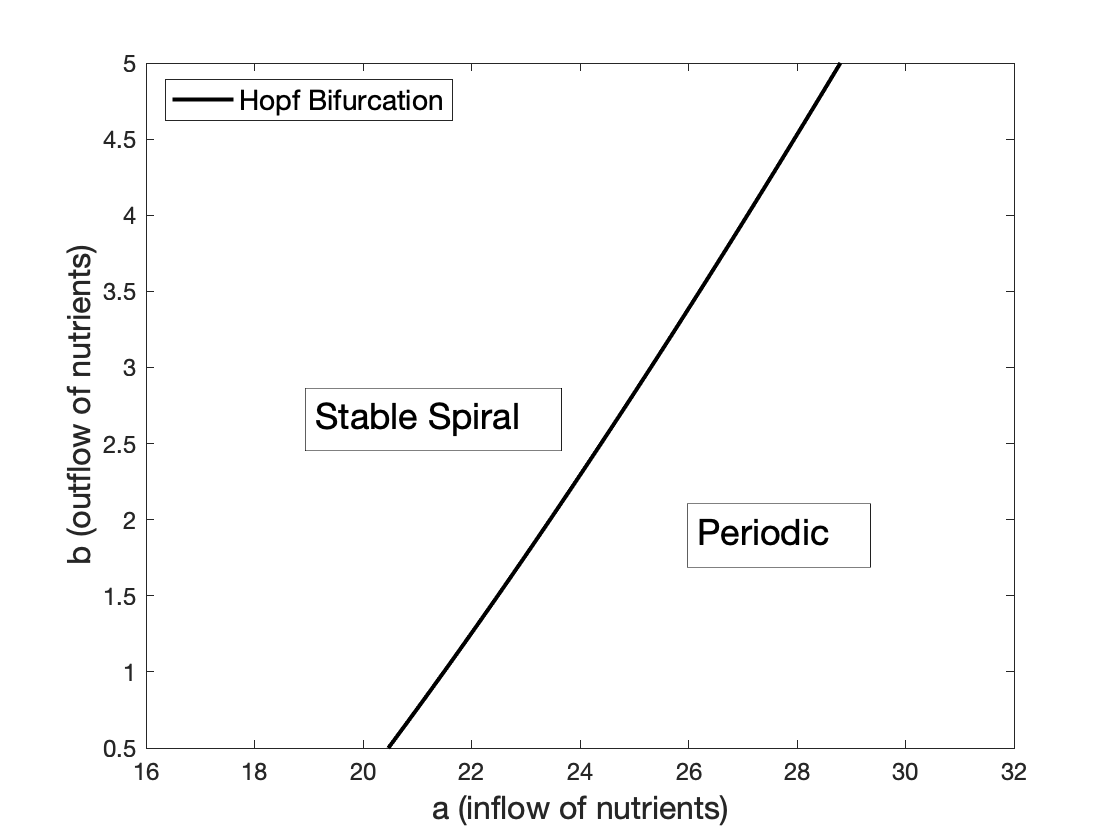 Hopf Bifurcation
5
4.5
4
3.5
3
2.5
2
1.5
1
0.5
b (outflow of nutrients)
Stable Spiral
Periodic
16 18 20 22 24 26 28 30 32
a (inflow of nutrients)